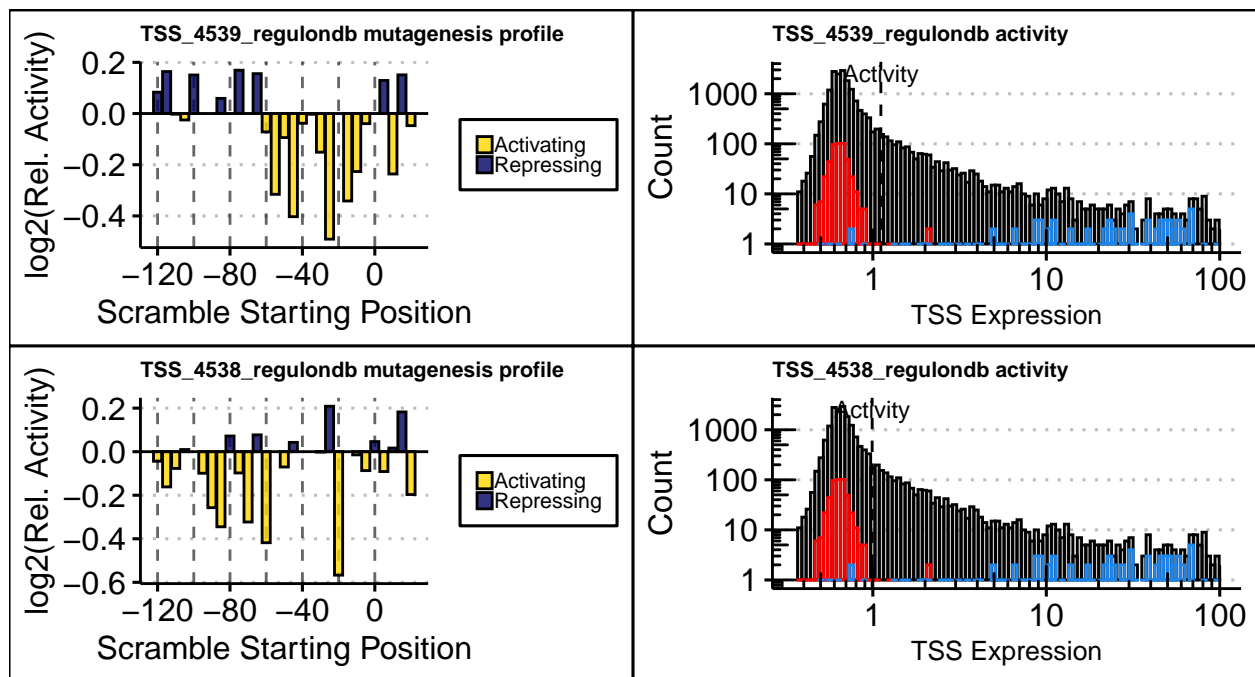 TSS_4539_regulondb mutagenesis profile
log2(Rel. Activity)
0.2
0.0
−0.2
−0.4
−120
−80
−40
0
Scramble Starting Position
Activating
Repressing
TSS_4539_regulondb activity
Activity
Count
1000
100
10
1
1
10
100
TSS Expression
TSS_4538_regulondb mutagenesis profile
log2(Rel. Activity)
0.2
0.0
−0.2
−0.4
−0.6
−120
−80
−40
0
Scramble Starting Position
Activating
Repressing
TSS_4538_regulondb activity
Activity
Count
1000
100
10
1
1
10
100
TSS Expression